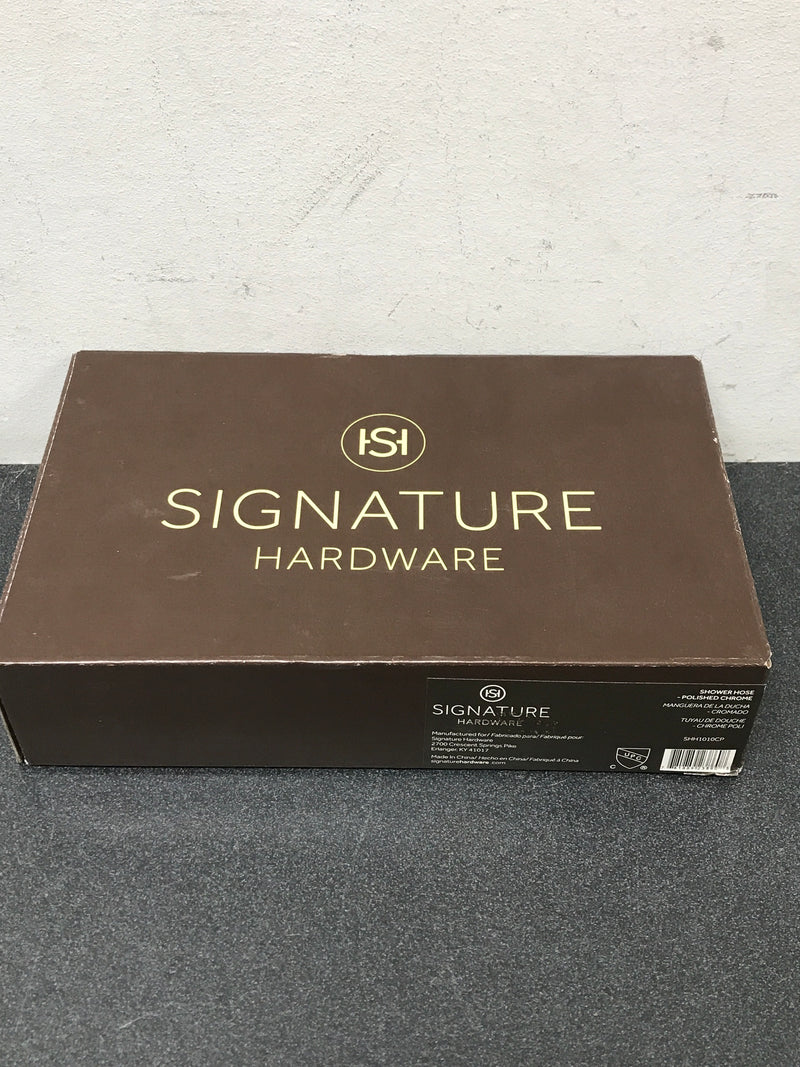 HSH
SIGNATURE
HARDWARE
HSH
SIGNATURE
HARDWARE
Manufactured for/ Fabricado para/ Fabriqué pour:
Signature Hardware
2700 Crescent Springs Pike
Erlanger, KY 41017
Made In China/ Hecho en China/ Fabriqué à China
signaturehardware.com
SHOWER HOSE
- POLISHED CHROME
MANGUERA DE LA DUCHA
- CROMADO
TUYAU DE DOUCHE
- CHROME POLI
SHH1010CP
UPC
C ®